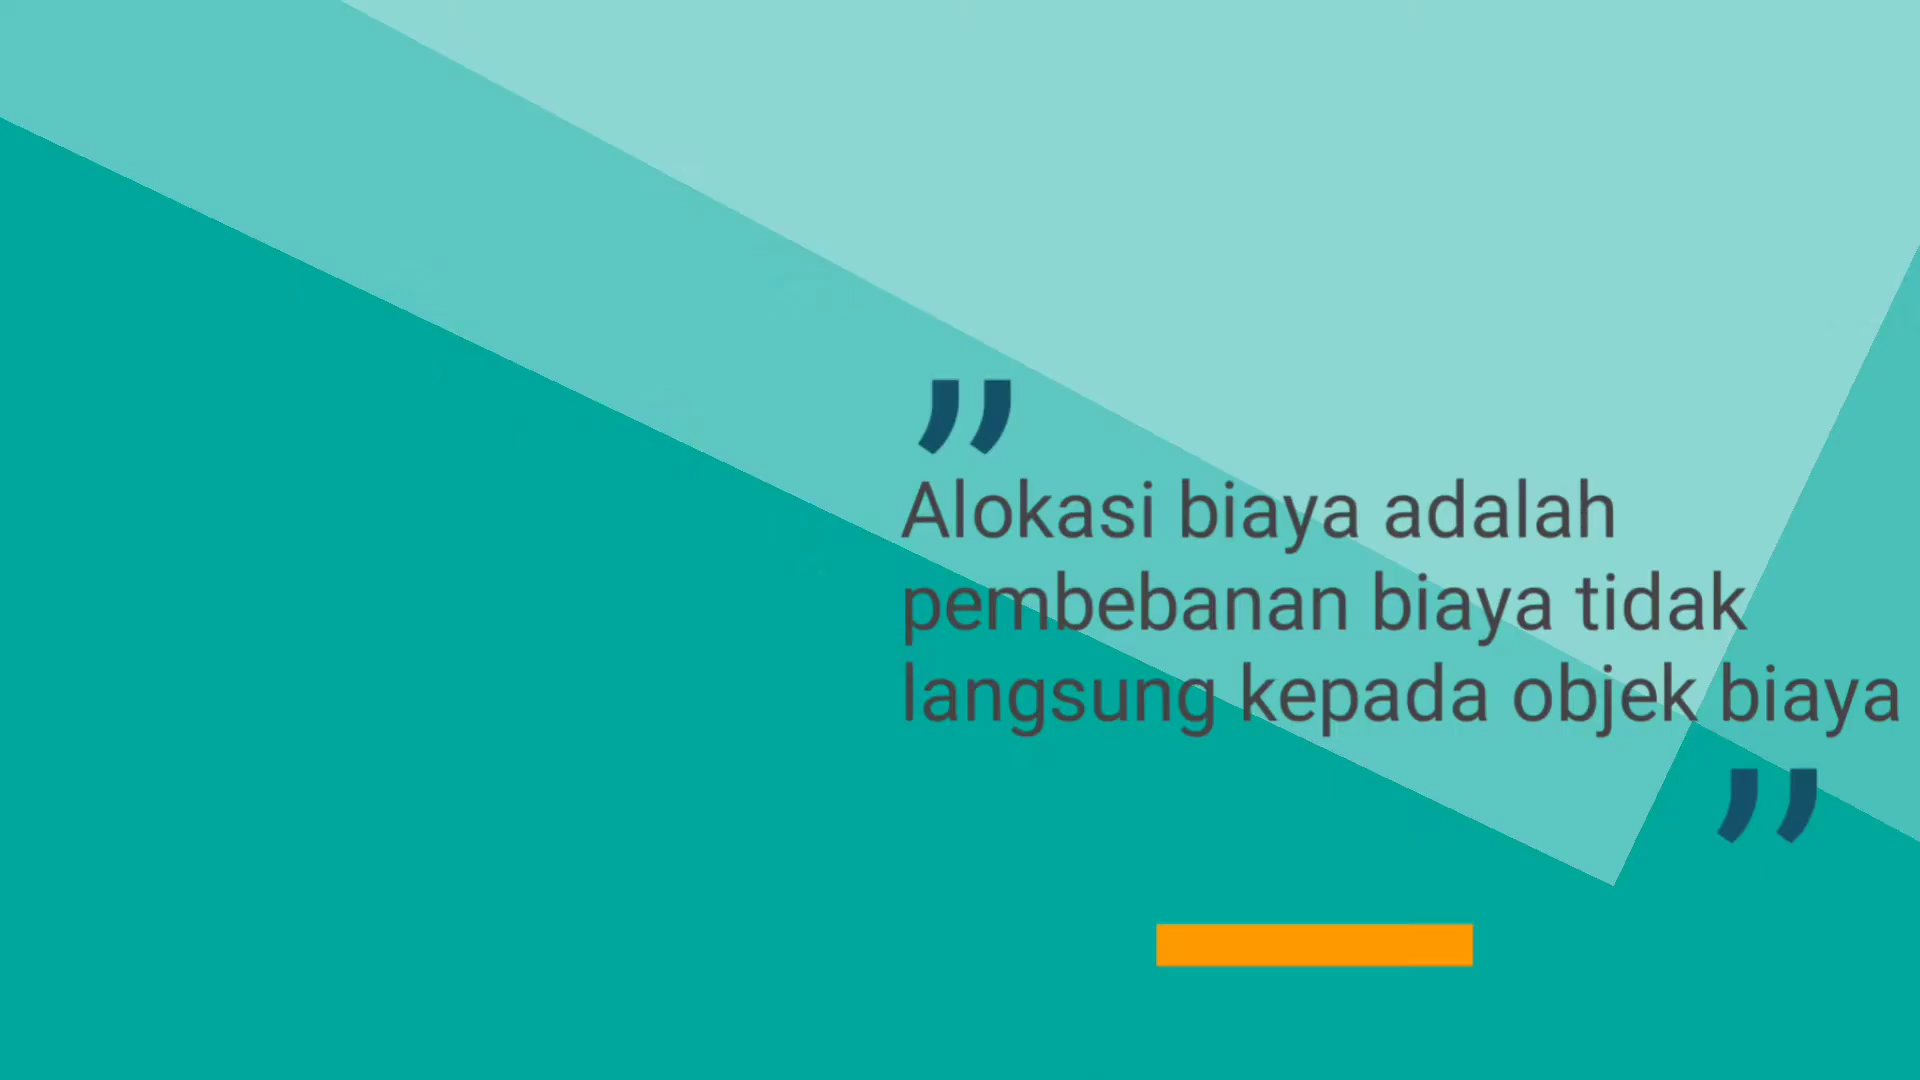 ”
Alokasi biaya adalah
pembebanan biaya tidak
langsung kepada objek biaya
”